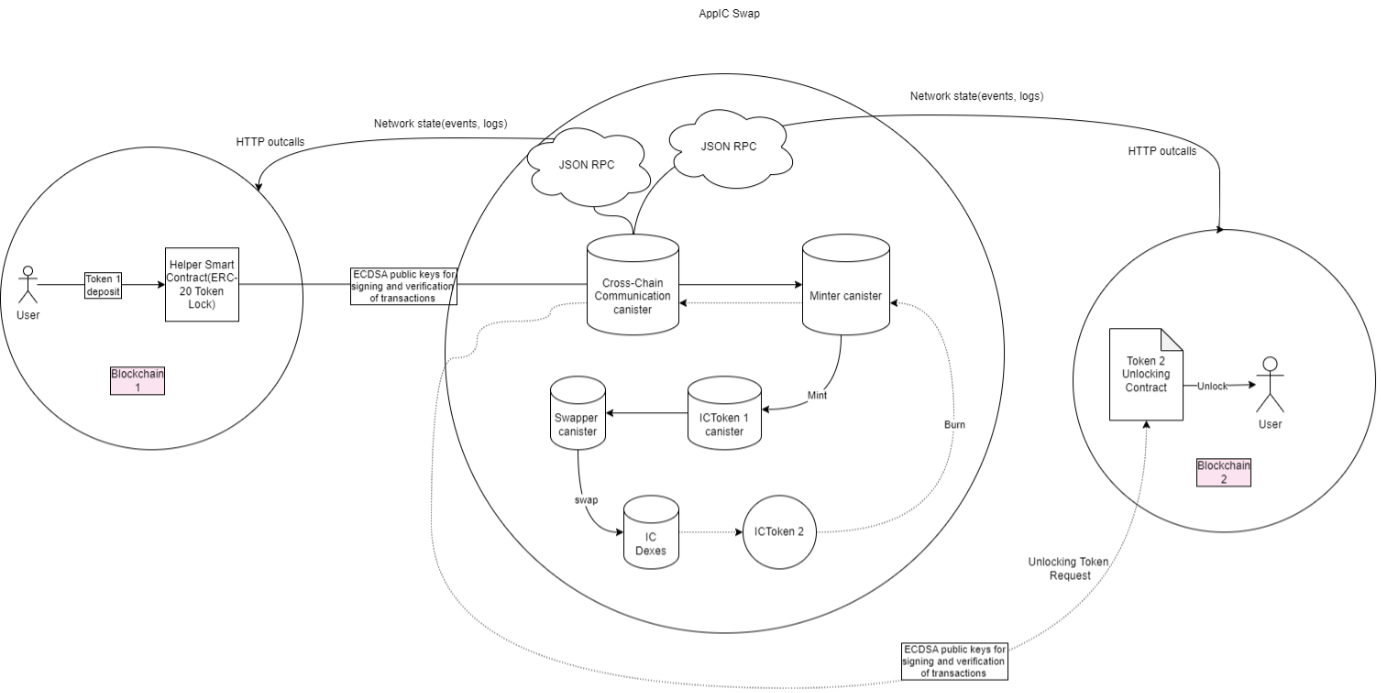 AppIC Swap
Network state(events, logs)
HTTP outcalls
JSON RPC
JSON RPC
Network state(events, logs)
HTTP outcalls
User
Token 1
deposit
Helper Smart
Contract(ERC-
20 Token
Lock)
Blockchain
1
ECDSA public keys for
signing and verification
of transactions
Cross-Chain
Communication
canister
Minter canister
Mint
ICToken 1
canister
Swapper
canister
swap
IC
Dexes
ICToken 2
Burn
Token 2
Unlocking
Contract
Unlock
User
Blockchain
2
Unlocking Token
Request
ECDSA public keys for
signing and verification
of transactions